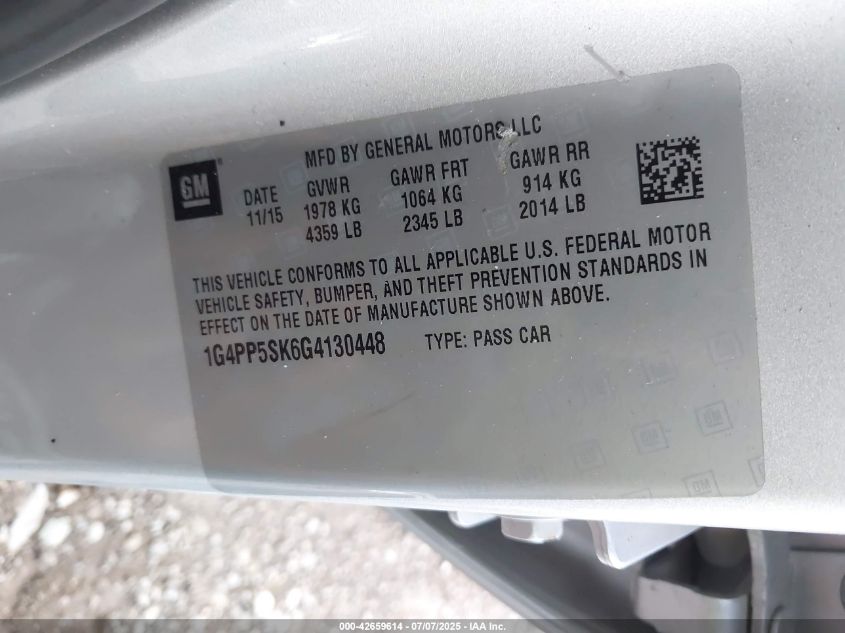 MFD BY GENERAL MOTORS LLC
GM ®
DATE GVWR GAWR FRT GAWR RR
11/15 1978 KG 1064 KG 914 KG
4359 LB 2345 LB 2014 LB
THIS VEHICLE CONFORMS TO ALL APPLICABLE U.S. FEDERAL MOTOR
VEHICLE SAFETY, BUMPER, AND THEFT PREVENTION STANDARDS IN
EFFECT ON THE DATE OF MANUFACTURE SHOWN ABOVE.
1G4PP5SK6G4130448 TYPE: PASS CAR
000-42659614 - 07/07/2025 - IAA Inc.